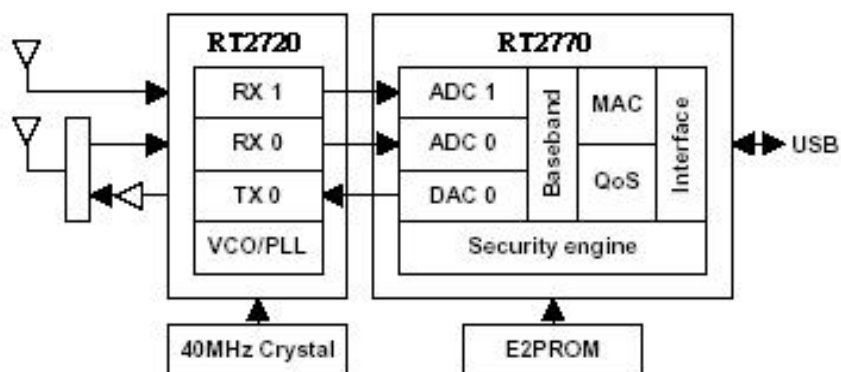 RT2720
RX 1
RX 0
TX 0
VCO/PLL
40MHz Crystal
RT2770
ADC 1
ADC 0
DAC 0
Baseband
MAC
QoS
Interface
Security engine
E2PROM
USB